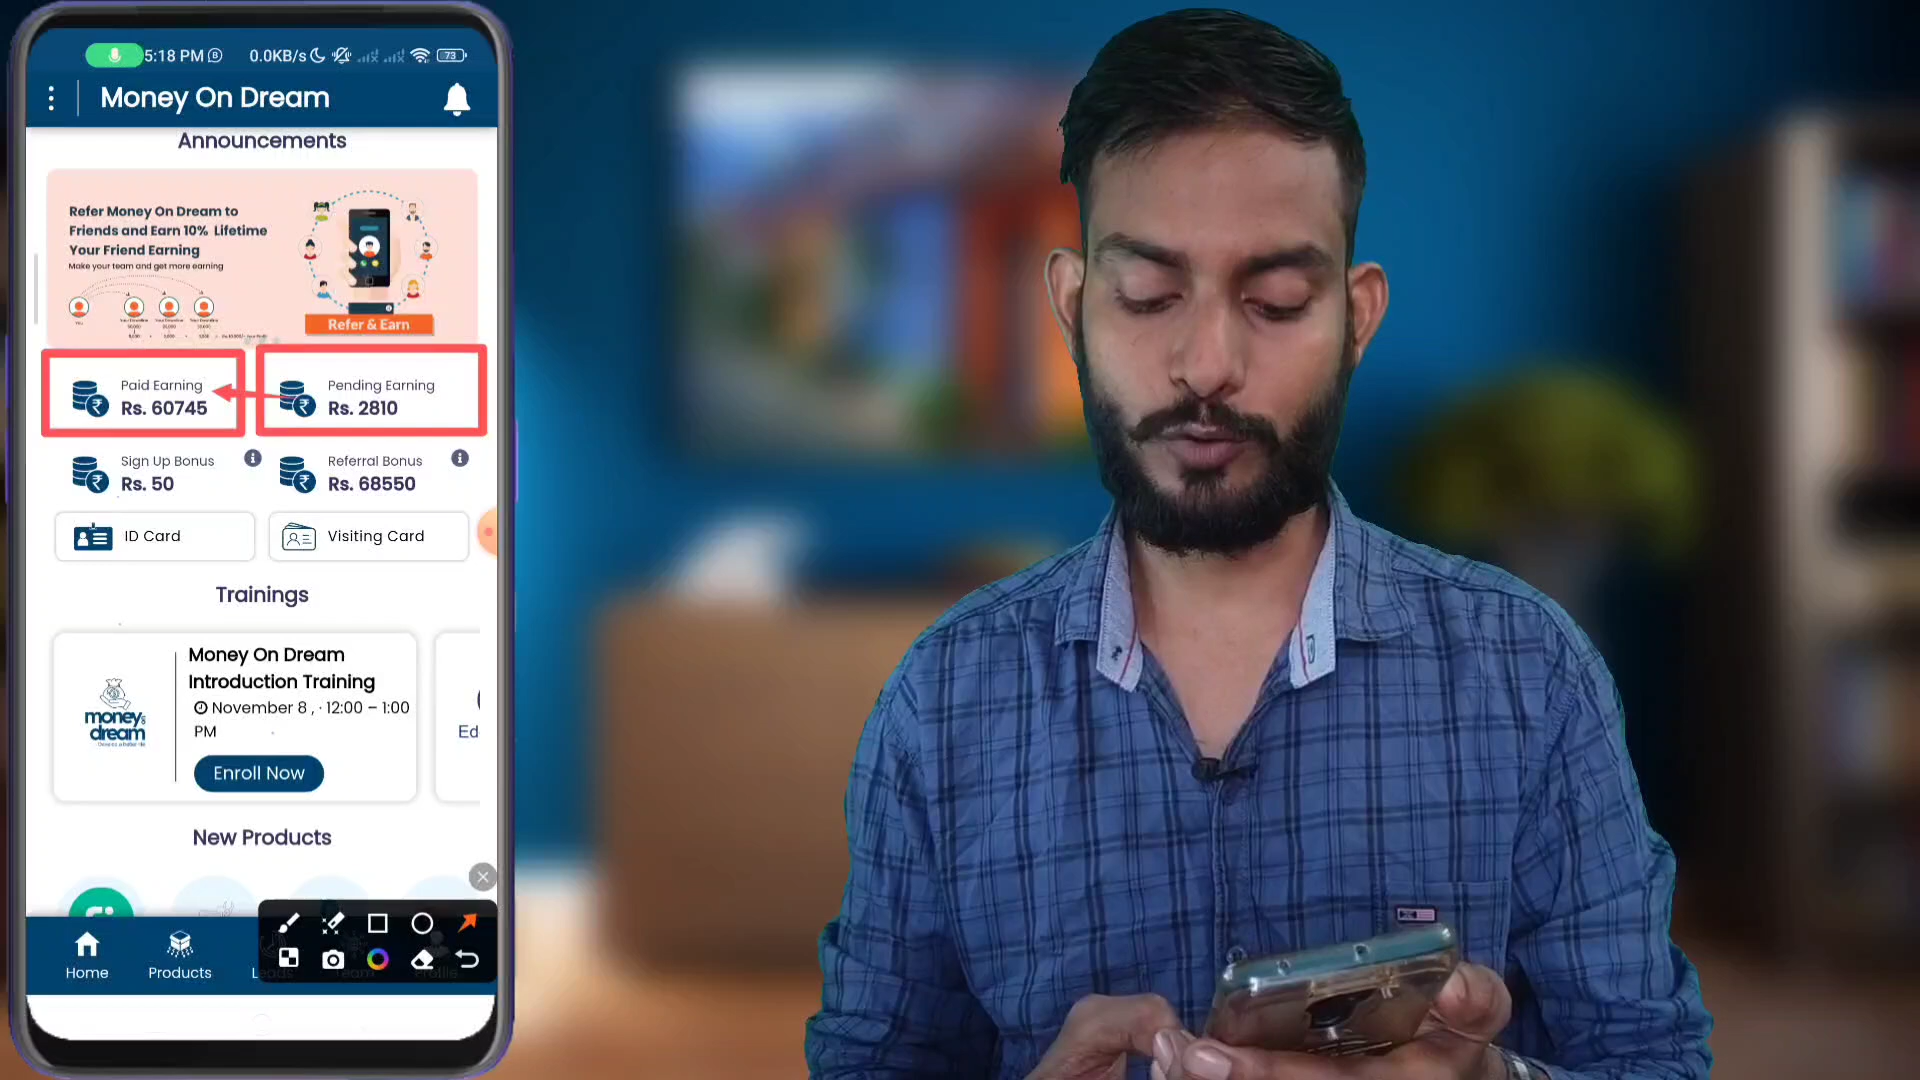 5:18 PM
0.0KB/s
73
Money On Dream
Announcements
Refer Money On Dream to
Friends and Earn 10% Lifetime
Your Friend Earning
Make your team and get more earning
Refer & Earn
Paid Earning
Rs. 60745
Pending Earning
Rs. 2810
Sign Up Bonus
Rs. 50
Referral Bonus
Rs. 68550
ID Card
Visiting Card
Trainings
money on
dream
Money On Dream
Introduction Training
November 8 , · 12:00 – 1:00
PM
Enroll Now
Ed
New Products
Home
Products